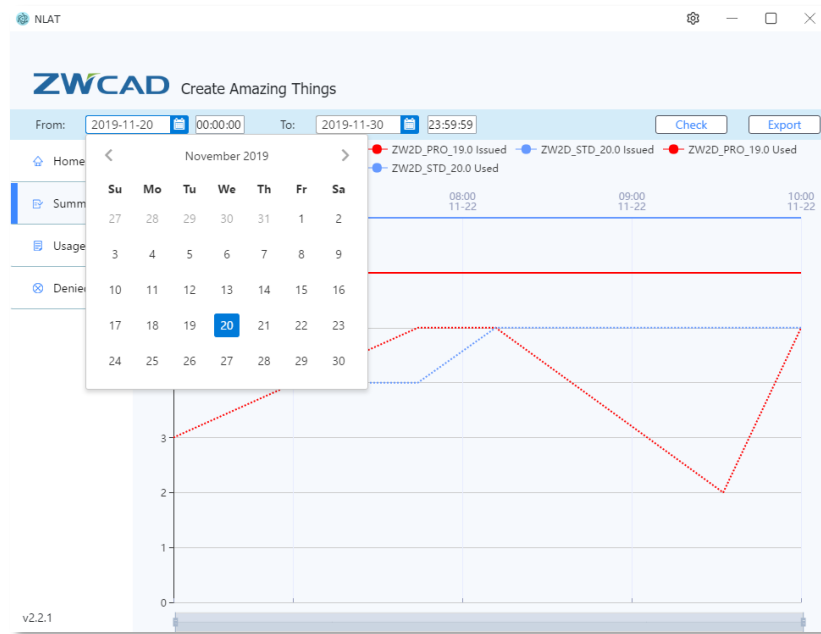 NLAT
ZWCAD Create Amazing Things
From: 2019-11-20 00:00:00 To: 2019-11-30 23:59:59 Check Export
Home
Summ
Usage
Denied
November 2019
Su Mo Tu We Th Fr Sa
27 28 29 30 31 1 2
3 4 5 6 7 8 9
10 11 12 13 14 15 16
17 18 19 20 21 22 23
24 25 26 27 28 29 30
ZW2D_PRO_19.0 Issued ZW2D_STD_20.0 Issued ZW2D_PRO_19.0 Used
ZW2D_STD_20.0 Used
08:00 09:00 10:00
11-22 11-22 11-22
3
2
1
0
v2.2.1